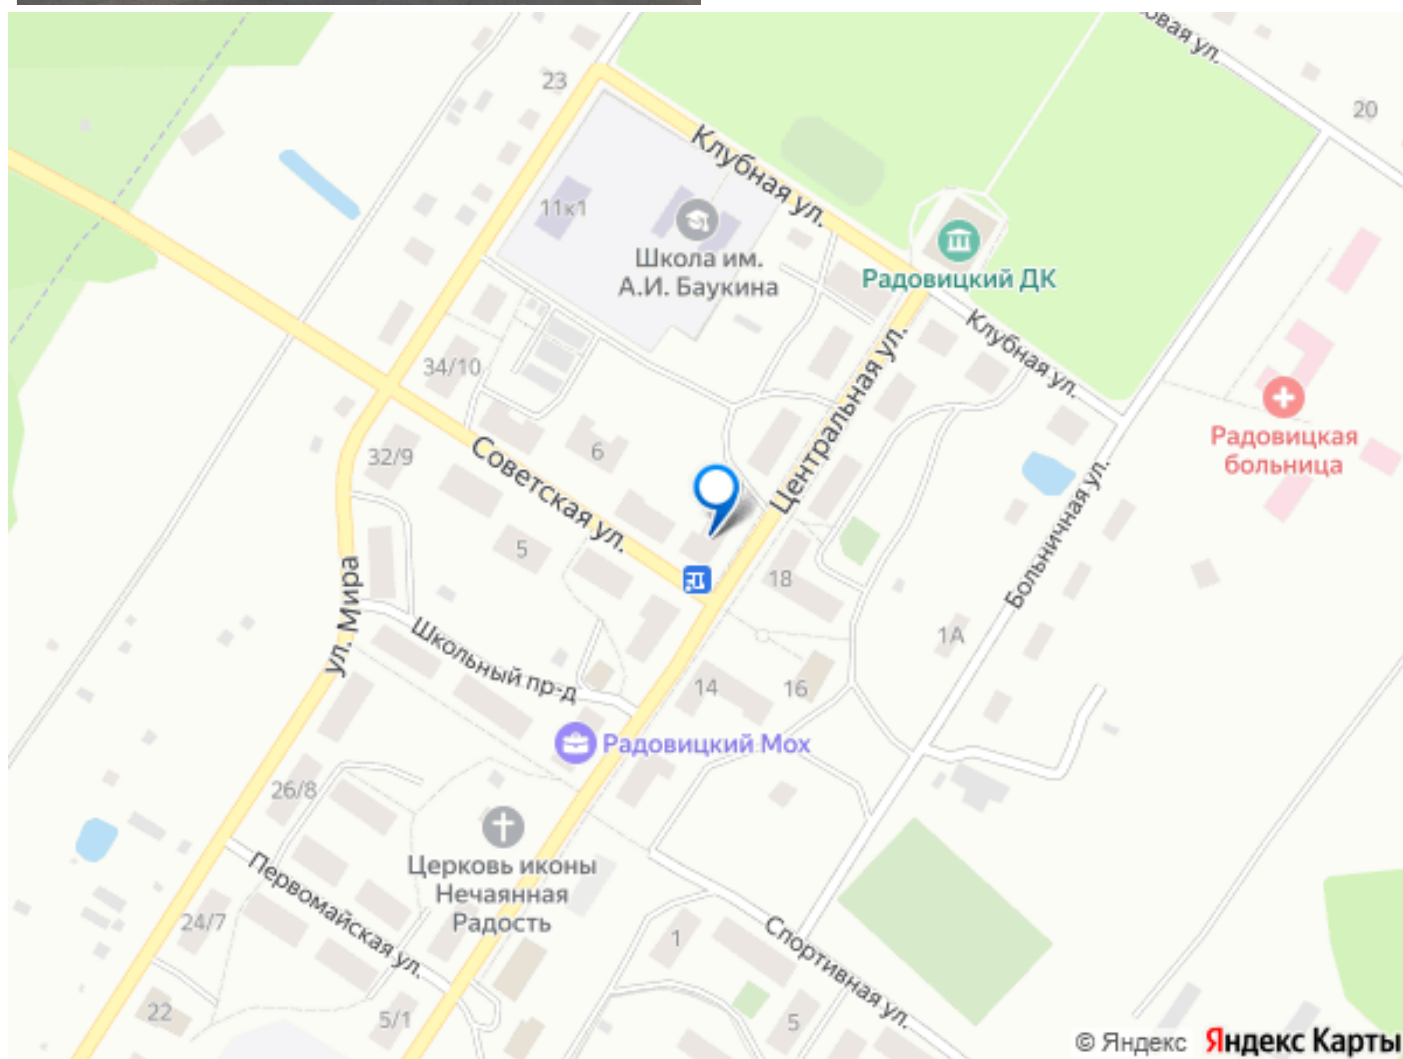 овая ул.
23
20
Клубная ул.
11к1
Школа им.
А.И. Баукина
Радовицкий ДК
Клубная ул.
34/10
Центральная ул.
Радовицкая
больница
32/9
Советская ул.
6
5
18
Больничная ул.
ул. Мира
Школьный пр-д
1А
14
16
Радовицкий Мох
26/8
Церковь иконы
Нечаянная
Радость
Первомайская ул.
24/7
1
Спортивная ул.
22
5/1
5
© Яндекс Яндекс Карты